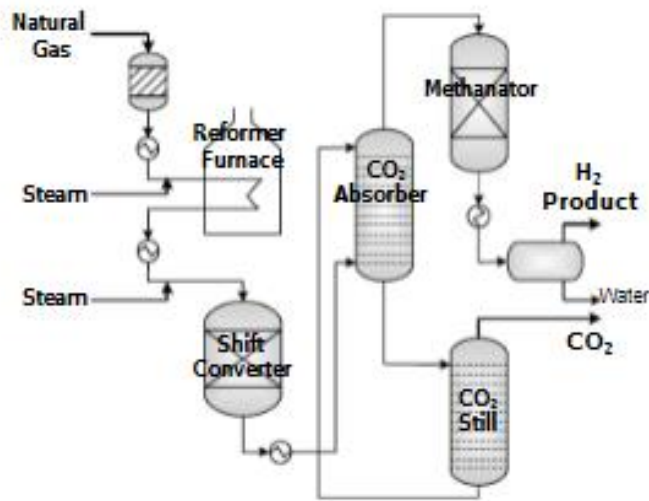 Natural
Gas
Reformer
Furnace
Steam
Steam
Shift
Converter
CO₂
Absorber
Methanator
H₂
Product
Water
CO₂
CO₂
Still